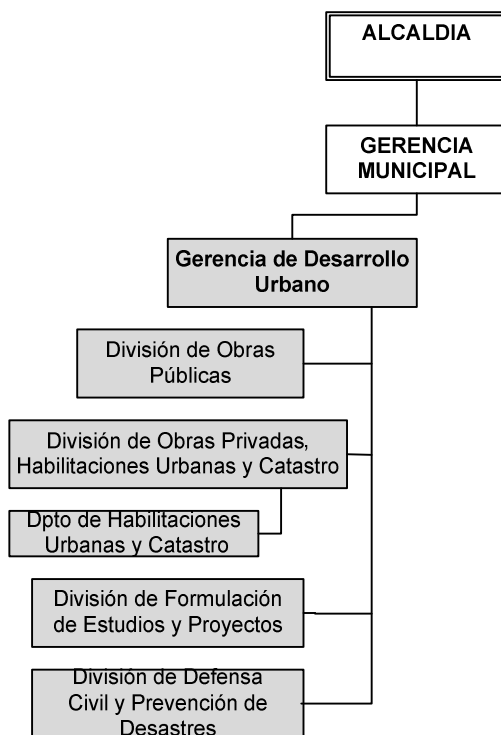 ALCALDIA
GERENCIA
MUNICIPAL
Gerencia de Desarrollo
Urbano
División de Obras
Públicas
División de Obras Privadas,
Habilitaciones Urbanas y Catastro
Dpto de Habilitaciones
Urbanas y Catastro
División de Formulación
de Estudios y Proyectos
División de Defensa
Civil y Prevención de
Desastres